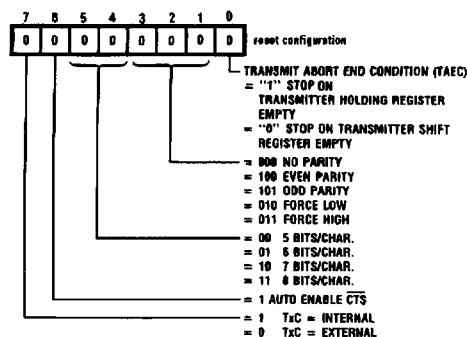 7 6 5 4 3 2 1 0
0 0 0 0 0 0 0 0 reset configuration
TRANSMIT ABORT END CONDITION (TAEC)
= "1" STOP ON
TRANSMITTER HOLDING REGISTER
EMPTY
= "0" STOP ON TRANSMITTER SHIFT
REGISTER EMPTY
= 000 NO PARITY
= 100 EVEN PARITY
= 101 ODD PARITY
= 010 FORCE LOW
= 011 FORCE HIGH
= 00 5 BITS/CHAR.
= 01 6 BITS/CHAR.
= 10 7 BITS/CHAR.
= 11 8 BITS/CHAR.
= 1 AUTO ENABLE C̅T̅S̅
= 1 TxC = INTERNAL
= 0 TxC = EXTERNAL